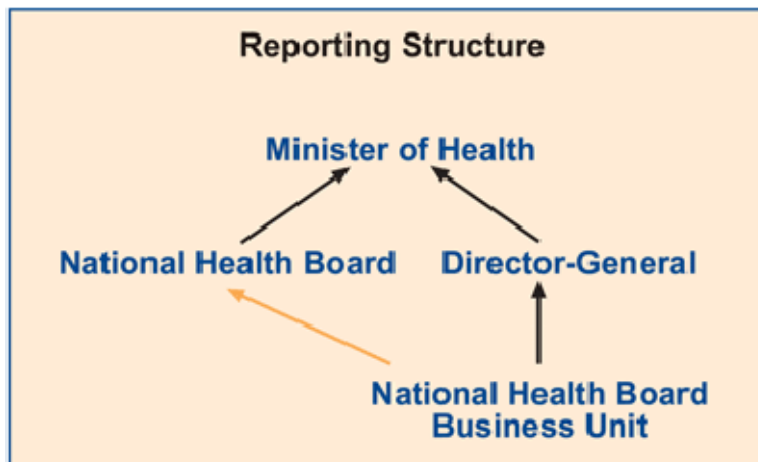 Reporting Structure
Minister of Health
National Health Board
Director-General
National Health Board
Business Unit